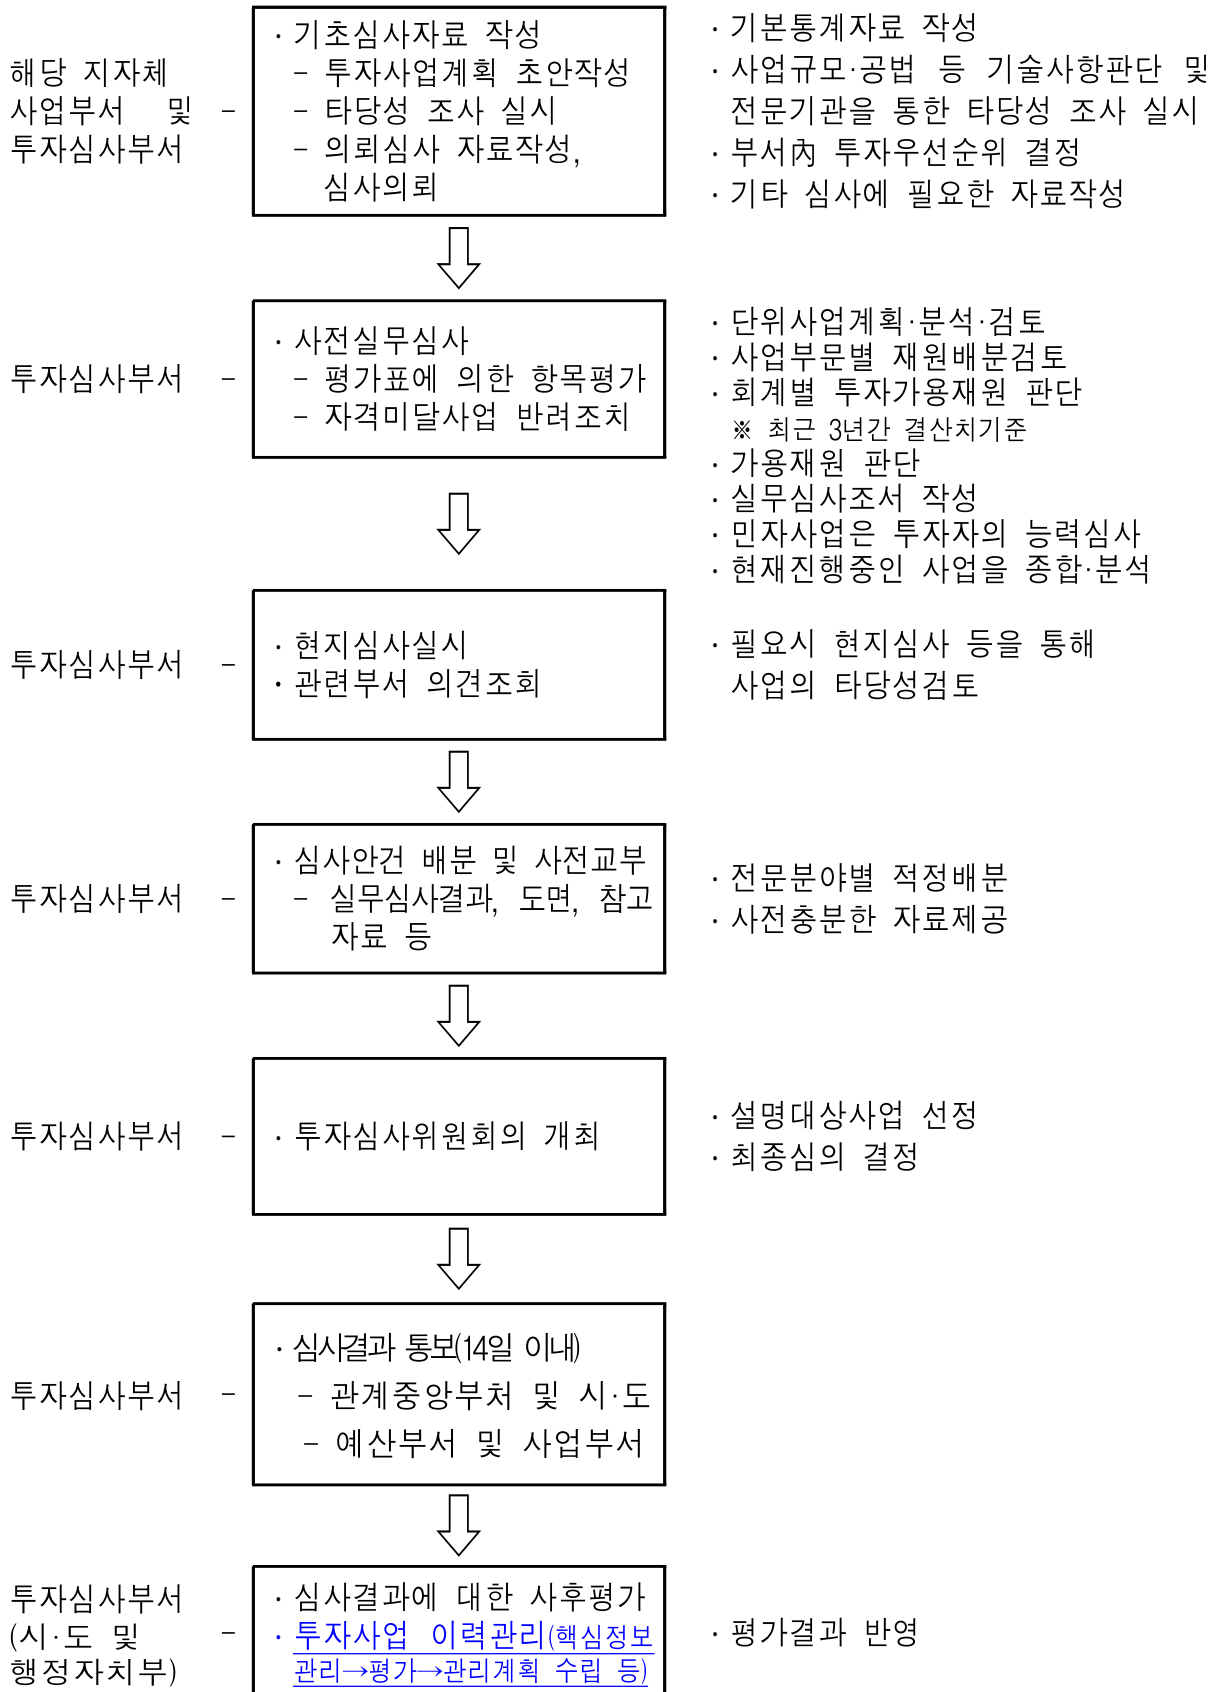 해당 지자체
사업부서 및
투자심사부서
-
· 기초심사자료 작성
- 투자사업계획 초안작성
- 타당성 조사 실시
- 의뢰심사 자료작성,
심사의뢰
· 기본통계자료 작성
· 사업규모·공법 등 기술사항판단 및
전문기관을 통한 타당성 조사 실시
· 부서內 투자우선순위 결정
· 기타 심사에 필요한 자료작성
투자심사부서 -
· 사전실무심사
- 평가표에 의한 항목평가
- 자격미달사업 반려조치
· 단위사업계획·분석·검토
· 사업부문별 재원배분검토
· 회계별 투자가용재원 판단
※ 최근 3년간 결산치기준
· 가용재원 판단
· 실무심사조서 작성
· 민자사업은 투자자의 능력심사
· 현재진행중인 사업을 종합·분석
투자심사부서 -
· 현지심사실시
· 관련부서 의견조회
· 필요시 현지심사 등을 통해
사업의 타당성검토
투자심사부서 -
· 심사안건 배분 및 사전교부
- 실무심사결과, 도면, 참고
자료 등
· 전문분야별 적정배분
· 사전충분한 자료제공
투자심사부서 -
· 투자심사위원회의 개최
· 설명대상사업 선정
· 최종심의 결정
투자심사부서 -
· 심사결과 통보(14일 이내)
- 관계중앙부처 및 시·도
- 예산부서 및 사업부서
투자심사부서
(시·도 및
행정자치부)
-
· 심사결과에 대한 사후평가
· 투자사업 이력관리(핵심정보
관리→평가→관리계획 수립 등)
· 평가결과 반영